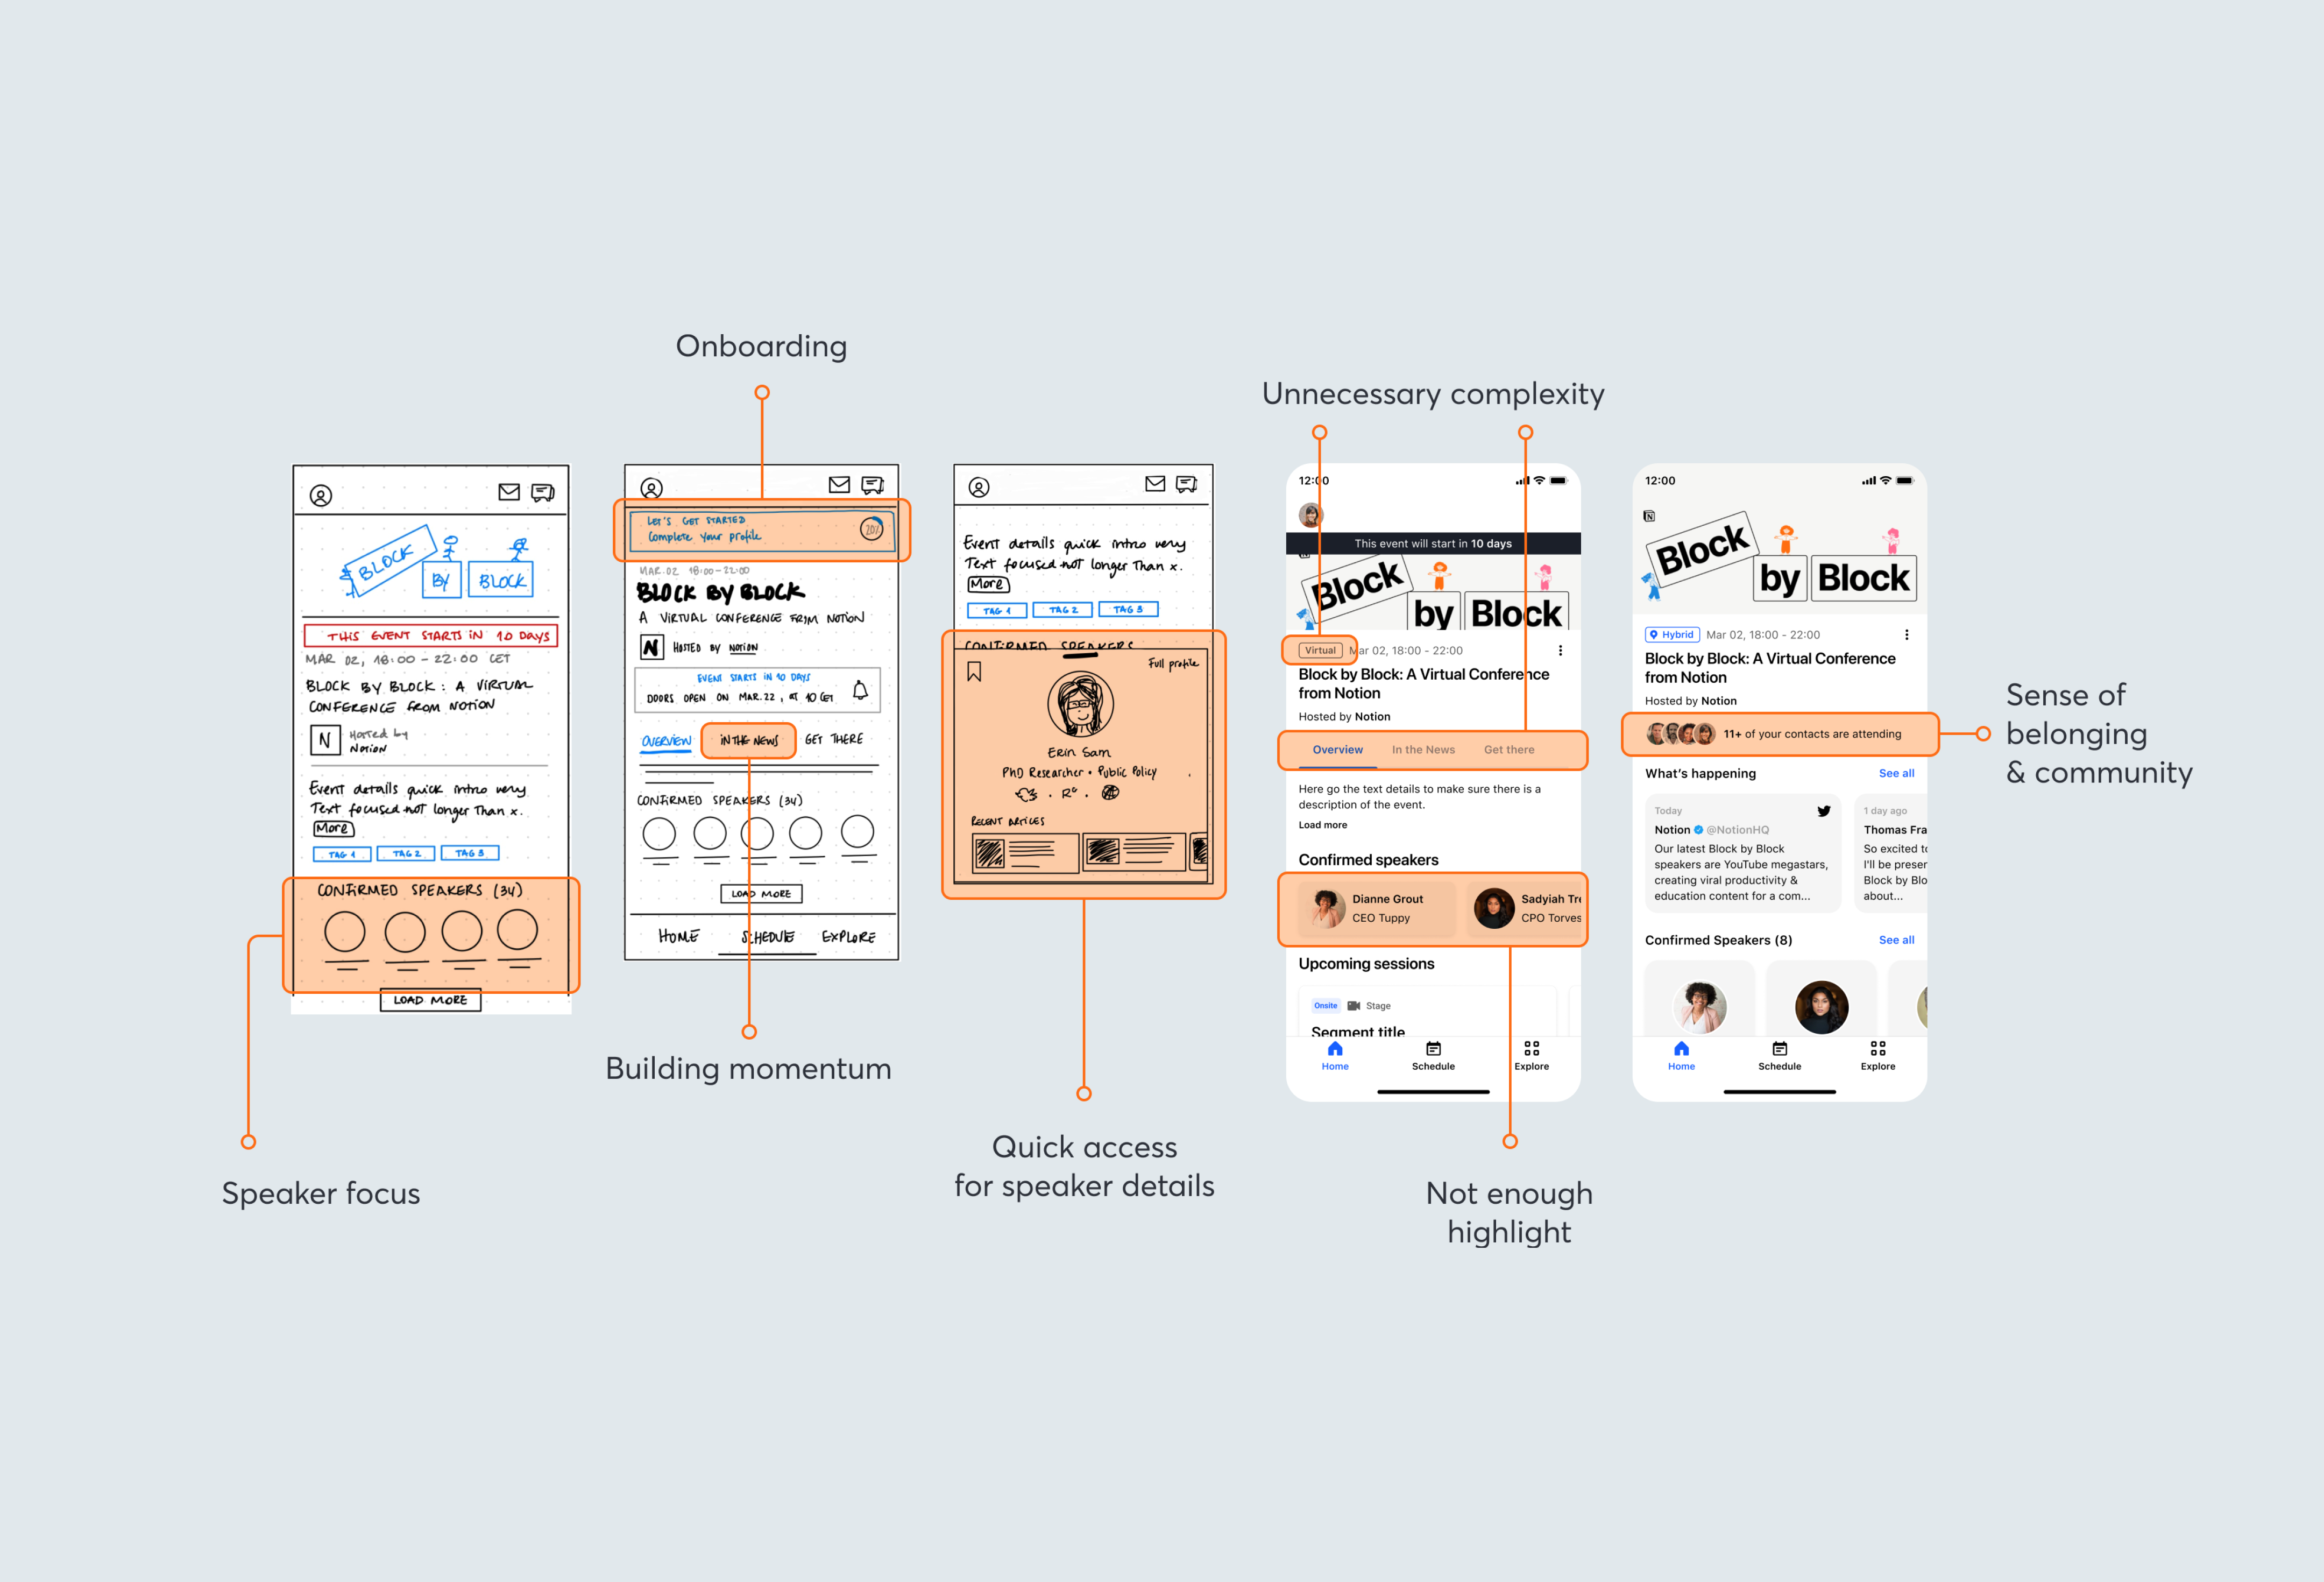 Onboarding
Unnecessary complexity
BLOCK
BY
BLOCK
THIS EVENT STARTS IN 10 DAYS
MAR 02, 18:00 - 22:00 CET
BLOCK BY BLOCK: A VIRTUAL
CONFERENCE FROM NOTION
N
Hosted by
NOTION
Event details quick intro very
Text focused not longer than x.
More
TAG 1
TAG 2
TAG 3
CONFIRMED SPEAKERS (34)
LOAD MORE
Speaker focus
LET'S GET STARTED
Complete your profile
20%
MAR.02 18:00-22:00
BLOCK BY BLOCK
A VIRTUAL CONFERENCE FROM NOTION
N
HOSTED BY NOTION
EVENT STARTS IN 10 DAYS
DOORS OPEN ON MAR.22, AT 10 CET
OVERVIEW
IN THE NEWS
GET THERE
CONFIRMED SPEAKERS (34)
LOAD MORE
HOME
SCHEDULE
EXPLORE
Building momentum
Event details quick intro very
Text focused not longer than x.
More
TAG 1
TAG 2
TAG 3
CONFIRMED SPEAKERS
Full profile
Erin Sam
PhD Researcher • Public Policy
RG
RECENT ARTICES
Quick access
for speaker details
12:00
This event will start in 10 days
Block
by
Block
Virtual
Mar 02, 18:00 - 22:00
Block by Block: A Virtual Conference
from Notion
Hosted by Notion
Overview
In the News
Get there
Here go the text details to make sure there is a
description of the event.
Load more
Confirmed speakers
Dianne Grout
CEO Tuppy
Sadyiah Tre
CPO Torves
Upcoming sessions
Onsite
Stage
Segment title
Home
Schedule
Explore
Not enough
highlight
12:00
N
Block
by
Block
Hybrid
Mar 02, 18:00 - 22:00
Block by Block: A Virtual Conference
from Notion
Hosted by Notion
11+ of your contacts are attending
What's happening
See all
Today
Notion @NotionHQ
Our latest Block by Block
speakers are YouTube megastars,
creating viral productivity &
education content for a com...
1 day ago
Thomas Fra
So excited to
I'll be preser
Block by Blo
about...
Confirmed Speakers (8)
See all
Home
Schedule
Explore
Sense of
belonging
& community